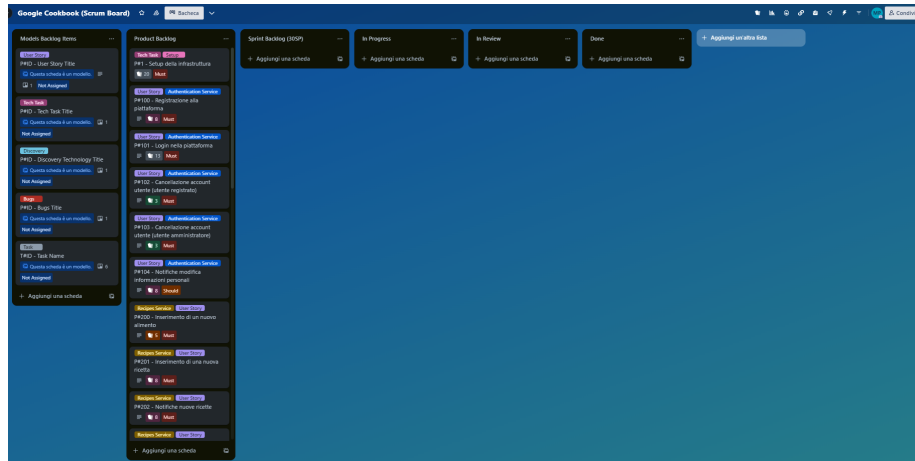 Google Cookbook (Scrum Board)
Bacheca
MR
Condivi
Models Backlog Items
User Story
P#ID - User Story Title
Questa scheda è un modello.
1 Not Assigned
Tech Task
P#ID - Tech Task Title
Questa scheda è un modello. 1
Not Assigned
Discovery
P#ID - Discovery Technology Title
Questa scheda è un modello. 1
Not Assigned
Bugs
P#ID - Bugs Title
Questa scheda è un modello. 1
Not Assigned
Task
T#ID - Task Name
Questa scheda è un modello. 6
Not Assigned
+ Aggiungi una scheda
Product Backlog
Tech Task Setup
P#1 - Setup della infrastruttura
20 Must
User Story Authentication Service
P#100 - Registrazione alla
piattaforma
8 Must
User Story Authentication Service
P#101 - Login nella piattaforma
13 Must
User Story Authentication Service
P#102 - Cancellazione account
utente (utente registrato)
3 Must
User Story Authentication Service
P#103 - Cancellazione account
utente (utente amministratore)
3 Must
User Story Authentication Service
P#104 - Notifiche modifica
informazioni personali
8 Should
Recipes Service User Story
P#200 - Inserimento di un nuovo
alimento
5 Must
Recipes Service User Story
P#201 - Inserimento di una nuova
ricetta
8 Must
Recipes Service User Story
P#202 - Notifiche nuove ricette
8 Must
Recipes Service User Story
+ Aggiungi una scheda
Sprint Backlog (30SP)
+ Aggiungi una scheda
In Progress
+ Aggiungi una scheda
In Review
+ Aggiungi una scheda
Done
+ Aggiungi una scheda
+ Aggiungi un'altra lista